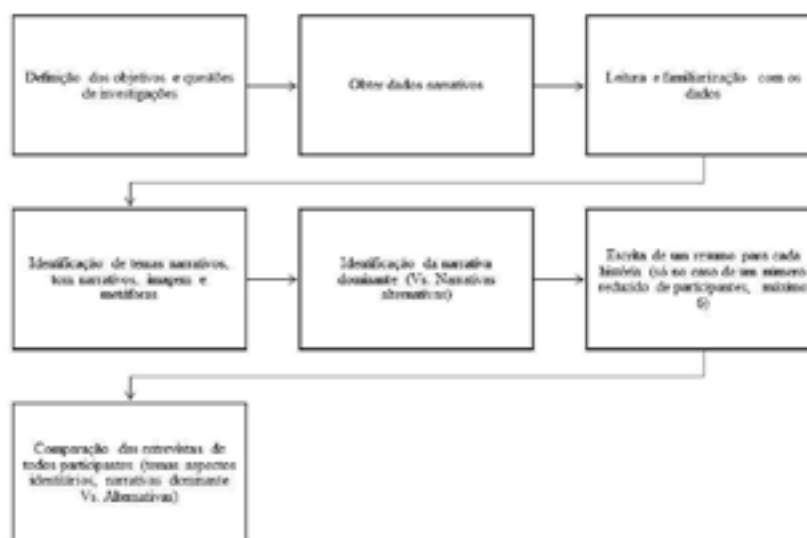 Definição dos objetivos e questões
de investigações
Obter dados narrativos
Leitura e familiarização com os
dados
Identificação de temas narrativos,
tom narrativos, imagem e
metáforas
Identificação da narrativa
dominante (Vs. Narrativas
alternativas)
Escrita de um resumo para cada
história (só no caso de um número
reduzido de participantes, máximo
6)
Comparação das entrevistas de
todos participantes (temas aspectos
identitários, narrativas dominante
Vs. Alternativas)